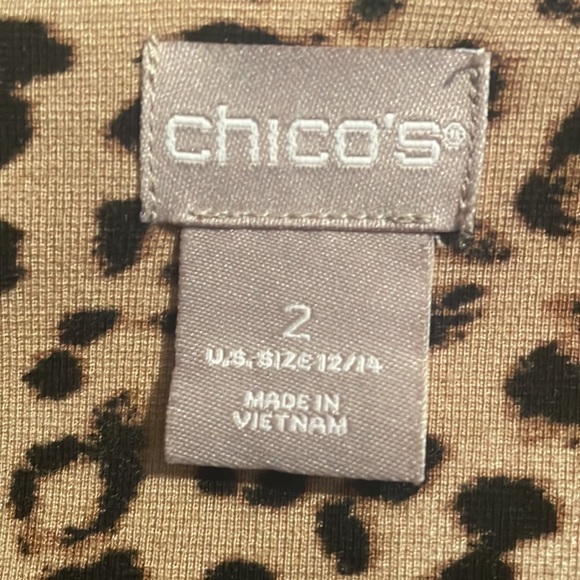 chico's®
2
U.S. SIZE 12/14
MADE IN
VIETNAM